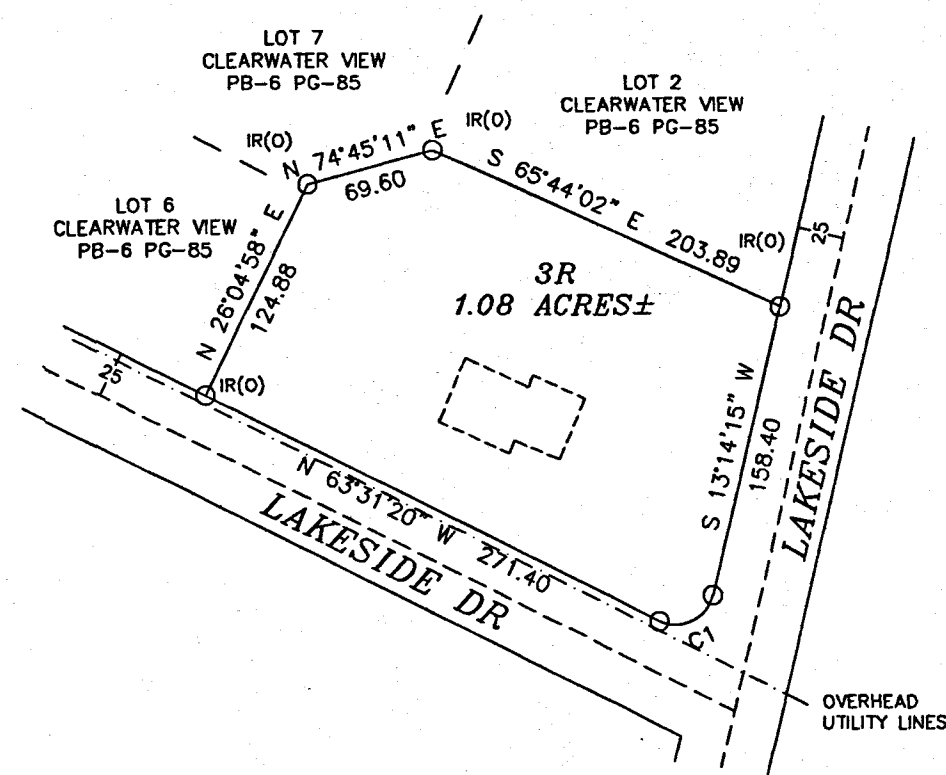 LOT 7
CLEARWATER VIEW
PB-6 PG-85
LOT 2
CLEARWATER VIEW
PB-6 PG-85
IR(O)
IR(O)
N 74°45'11" E
69.60
S 65°44'02" E 203.89
IR(O)
25
LOT 6
CLEARWATER VIEW
PB-6 PG-85
N 26°04'58" E
124.88
3R
1.08 ACRES±
25
IR(O)
S 13°14'15" W
158.40
LAKESIDE DR
N 63°31'20" W
271.40
LAKESIDE DR
C1
OVERHEAD
UTILITY LINES